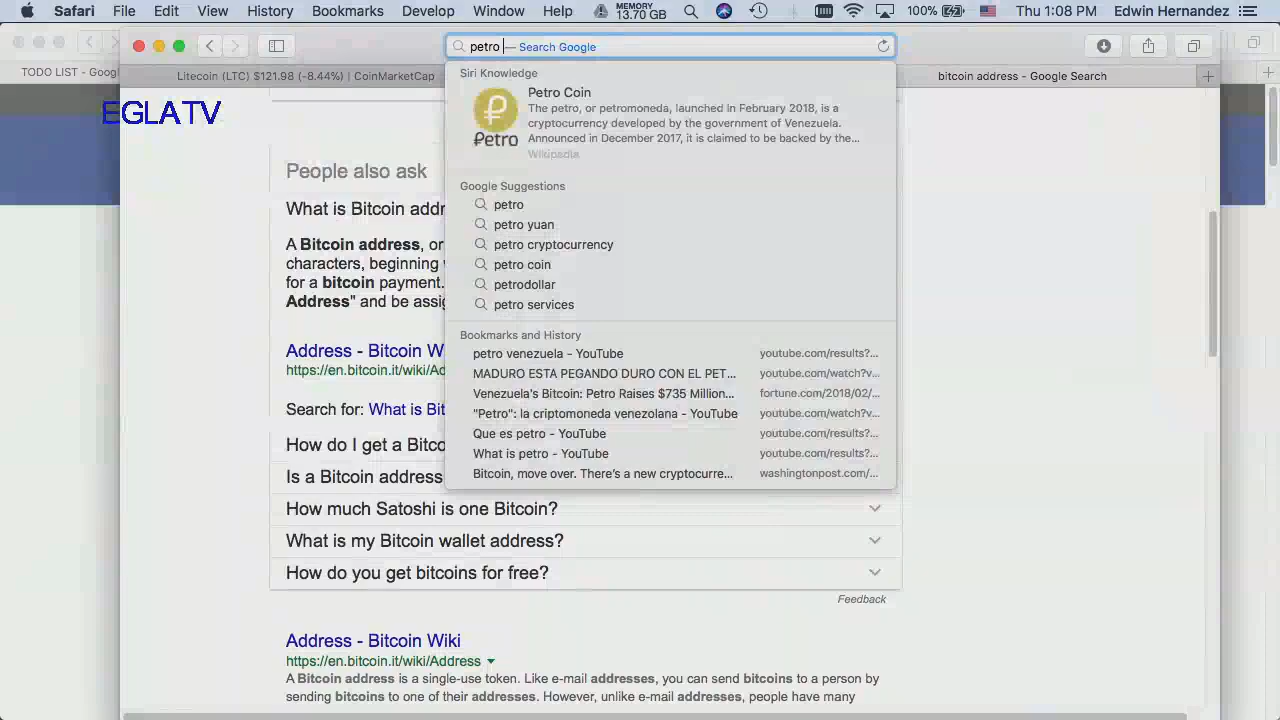 Safari File Edit View History Bookmarks Develop Window Help MEMORY 13.70 GB 100% Thu 1:08 PM Edwin Hernandez
petro — Search Google
TODO LIST - Googl
Litecoin (LTC) $121.98 (-8.44%) | CoinMarketCap
bitcoin address - Google Search
EGLATV
Siri Knowledge
Petro Coin
The petro, or petromoneda, launched in February 2018, is a
cryptocurrency developed by the government of Venezuela.
Announced in December 2017, it is claimed to be backed by the...
Wikipedia
Petro
Google Suggestions
petro
petro yuan
petro cryptocurrency
petro coin
petrodollar
petro services
Bookmarks and History
petro venezuela - YouTube youtube.com/results?...
MADURO ESTA PEGANDO DURO CON EL PET... youtube.com/watch?v...
Venezuela's Bitcoin: Petro Raises $735 Million... fortune.com/2018/02/...
"Petro": la criptomoneda venezolana - YouTube youtube.com/watch?v...
Que es petro - YouTube youtube.com/results?...
What is petro - YouTube youtube.com/results?...
Bitcoin, move over. There's a new cryptocurre... washingtonpost.com/...
People also ask
What is Bitcoin addr
A Bitcoin address, or
characters, beginning
for a bitcoin payment.
Address" and be assig
Address - Bitcoin W
https://en.bitcoin.it/wiki/Ad
Search for: What is Bit
How do I get a Bitco
Is a Bitcoin address
How much Satoshi is one Bitcoin?
What is my Bitcoin wallet address?
How do you get bitcoins for free?
Feedback
Address - Bitcoin Wiki
https://en.bitcoin.it/wiki/Address
A Bitcoin address is a single-use token. Like e-mail addresses, you can send bitcoins to a person by
sending bitcoins to one of their addresses. However, unlike e-mail addresses, people have many